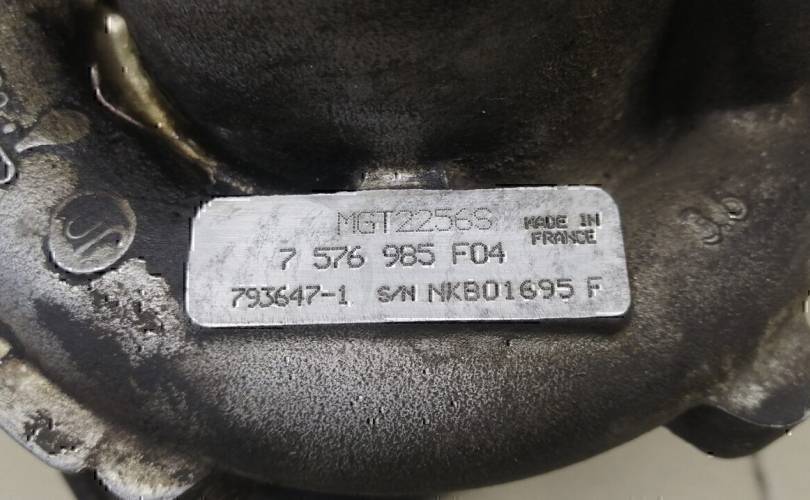 MGT2256S MADE IN
FRANCE
7 576 985 F04
793647-1 S/N NKB01695 F